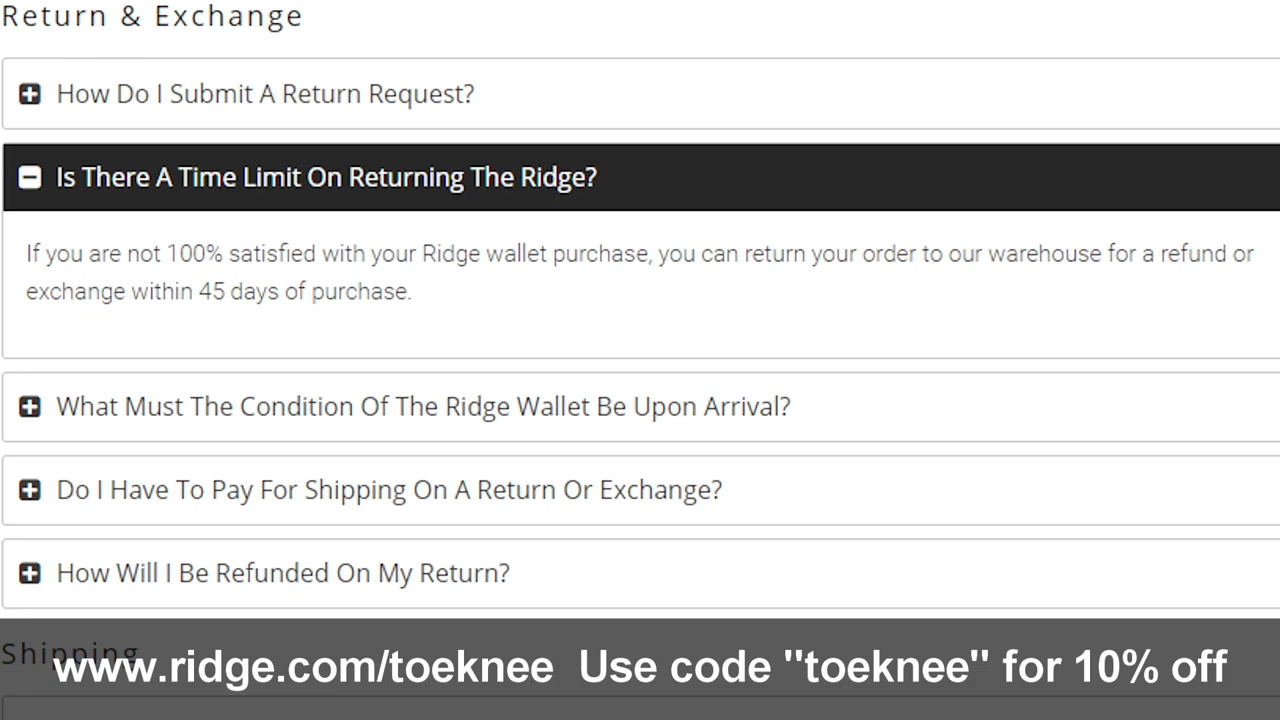 Return & Exchange
How Do I Submit A Return Request?
Is There A Time Limit On Returning The Ridge?
If you are not 100% satisfied with your Ridge wallet purchase, you can return your order to our warehouse for a refund or
exchange within 45 days of purchase.
What Must The Condition Of The Ridge Wallet Be Upon Arrival?
Do I Have To Pay For Shipping On A Return Or Exchange?
How Will I Be Refunded On My Return?
Shipping
www.ridge.com/toeknee Use code "toeknee" for 10% off